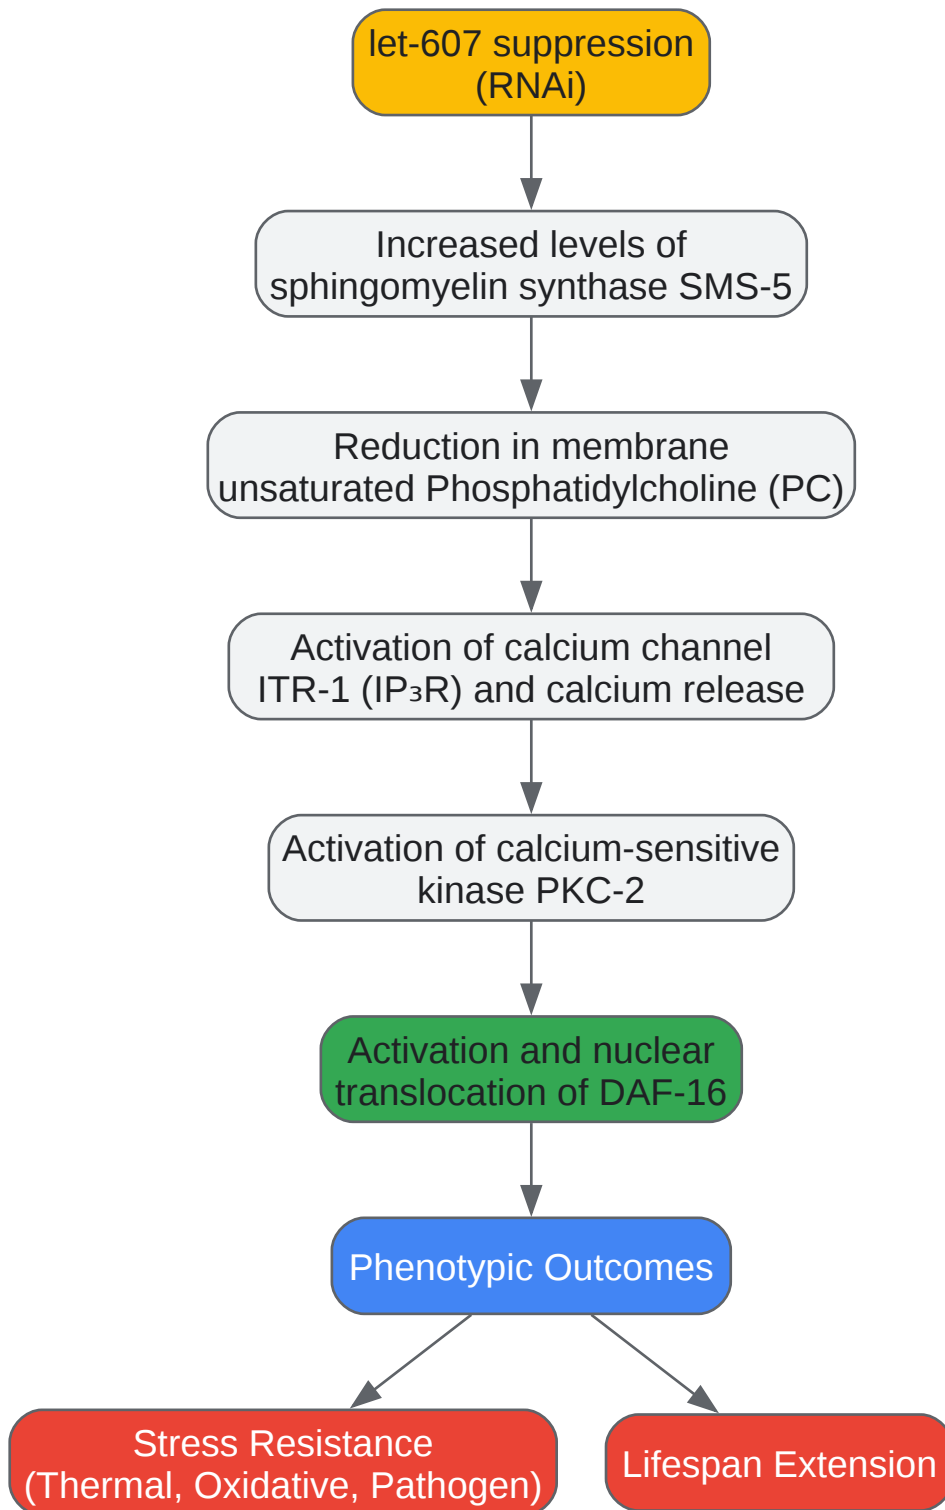 let-607 suppression
(RNAi)
Increased levels of
sphingomyelin synthase SMS-5
Reduction in membrane
unsaturated Phosphatidylcholine (PC)
Activation of calcium channel
ITR-1 (IP₃R) and calcium release
Activation of calcium-sensitive
kinase PKC-2
Activation and nuclear
translocation of DAF-16
Phenotypic Outcomes
Stress Resistance
(Thermal, Oxidative, Pathogen)
Lifespan Extension